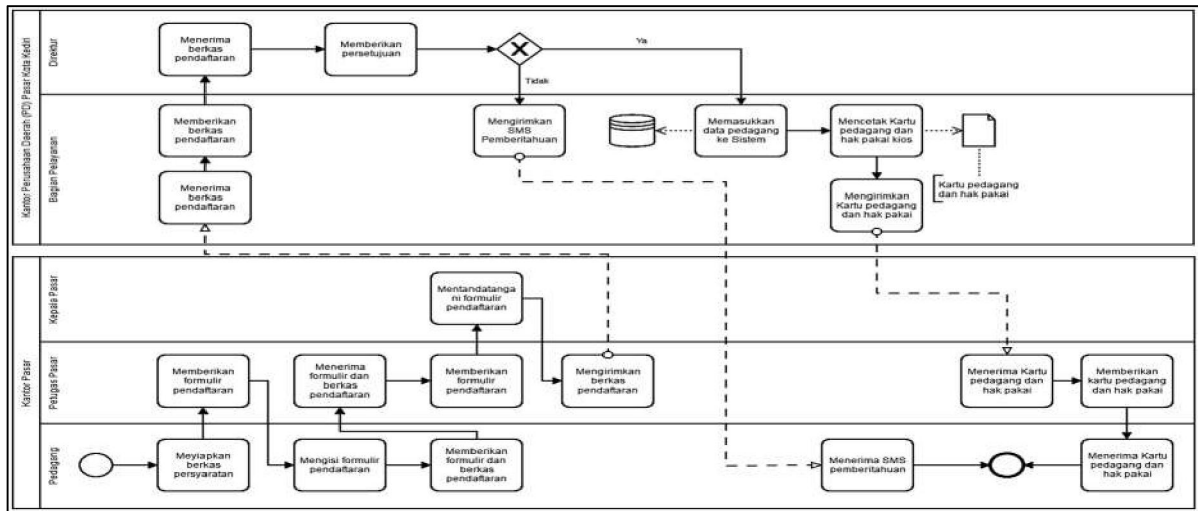 Kantor Perusahaan Daerah (PD) Pasar Kota Kediri
Direktur
Menerima
berkas
pendaftaran
Memberikan
persetujuan
Ya
Tidak
Bagian Pelayanan
Memberikan
berkas
pendaftaran
Menerima
berkas
pendaftaran
Mengirimkan
SMS
Pemberitahuan
Memasukkan
data pedagang
ke Sistem
Mencetak Kartu
pedagang dan
hak pakai kios
Mengirimkan
Kartu pedagang
dan hak pakai
Kartu pedagang
dan hak pakai
Kantor Pasar
Kepala Pasar
Mentandatanga
ni formulir
pendaftaran
Petugas Pasar
Memberikan
formulir
pendaftaran
Menerima
formulir dan
berkas
pendaftaran
Memberikan
formulir
pendaftaran
Mengirimkan
berkas
pendaftaran
Menerima Kartu
pedagang dan
hak pakai
Memberikan
kartu pedagang
dan hak pakai
Pedagang
Meyiapkan
berkas
persyaratan
Mengisi formulir
pendaftaran
Memberikan
formulir dan
berkas
pendaftaran
Menerima SMS
pemberitahuan
Menerima Kartu
pedagang dan
hak pakai